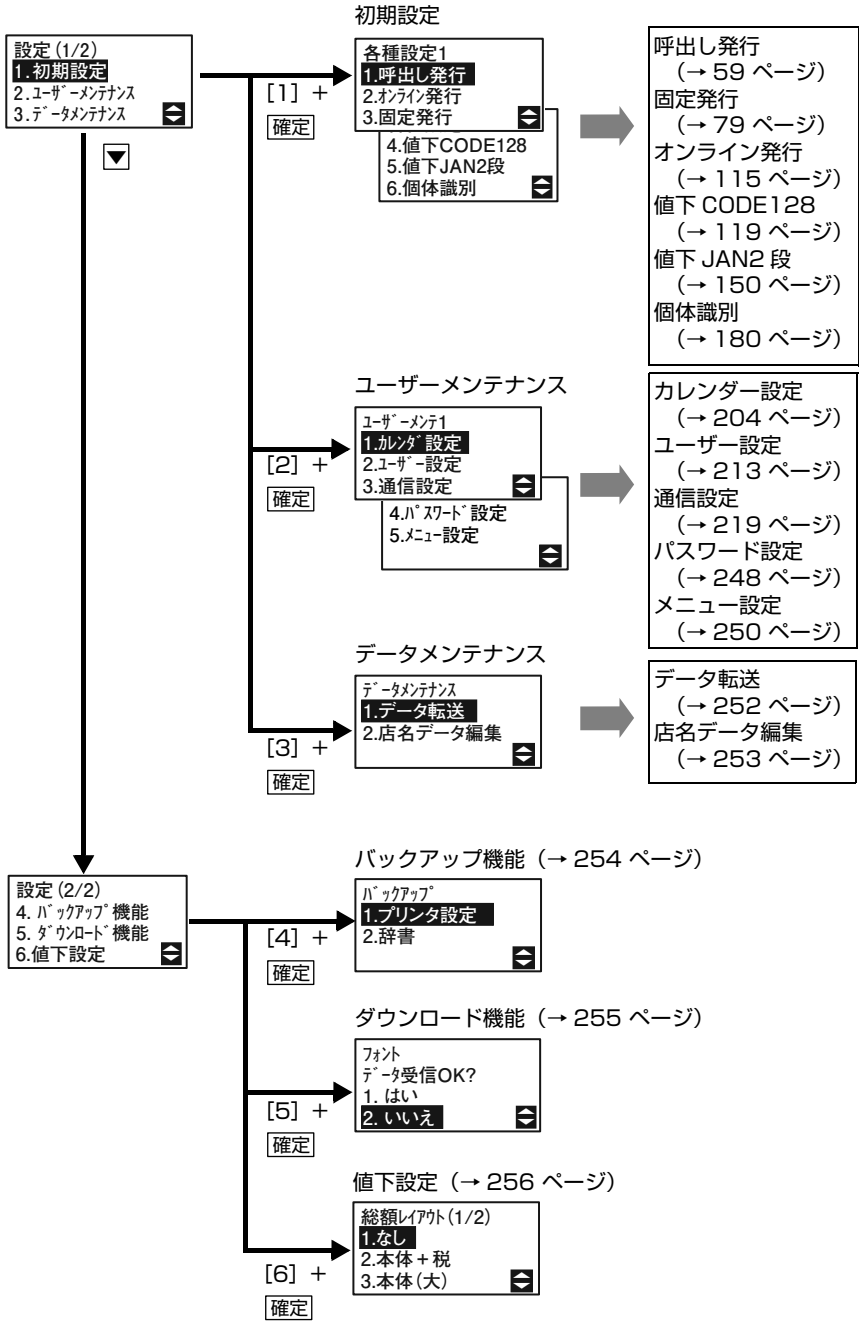 初期設定
設定(1/2)
1.初期設定
2.ﾕｰｻﾞｰﾒﾝﾃﾅﾝｽ
3.ﾃﾞｰﾀﾒﾝﾃﾅﾝｽ
▼
[1] +
確定
各種設定1
1.呼出し発行
2.ｵﾝﾗｲﾝ発行
3.固定発行
4.値下CODE128
5.値下JAN2段
6.個体識別
呼出し発行
(→ 59 ページ)
固定発行
(→ 79 ページ)
オンライン発行
(→ 115 ページ)
値下 CODE128
(→ 119 ページ)
値下 JAN2 段
(→ 150 ページ)
個体識別
(→ 180 ページ)
ユーザーメンテナンス
[2] +
確定
ﾕｰｻﾞｰﾒﾝﾃ1
1.ｶﾚﾝﾀﾞ設定
2.ﾕｰｻﾞｰ設定
3.通信設定
4.ﾊﾟｽﾜｰﾄﾞ設定
5.ﾒﾆｭｰ設定
カレンダー設定
(→ 204 ページ)
ユーザー設定
(→ 213 ページ)
通信設定
(→ 219 ページ)
パスワード設定
(→ 248 ページ)
メニュー設定
(→ 250 ページ)
データメンテナンス
[3] +
確定
ﾃﾞｰﾀﾒﾝﾃﾅﾝｽ
1.データ転送
2.店名データ編集
データ転送
(→ 252 ページ)
店名データ編集
(→ 253 ページ)
設定(2/2)
4. ﾊﾞｯｸｱｯﾌﾟ機能
5. ﾀﾞｳﾝﾛｰﾄﾞ機能
6.値下設定
バックアップ機能(→ 254 ページ)
[4] +
確定
ﾊﾞｯｸｱｯﾌﾟ
1.プリンタ設定
2.辞書
ダウンロード機能(→ 255 ページ)
[5] +
確定
ﾌｫﾝﾄ
ﾃﾞｰﾀ受信OK?
1. はい
2. いいえ
値下設定(→ 256 ページ)
[6] +
確定
総額ﾚｲｱｳﾄ(1/2)
1.なし
2.本体+税
3.本体(大)